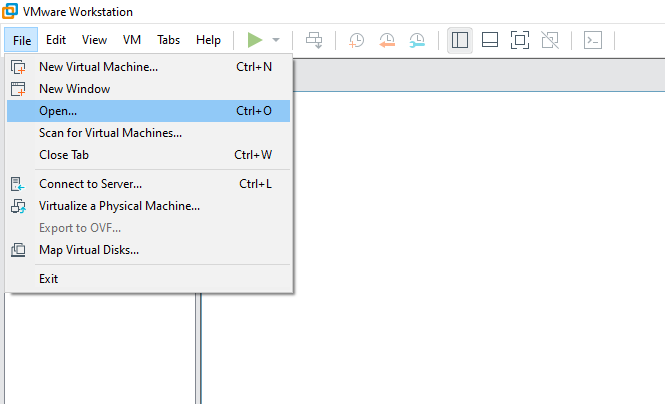 VMware Workstation
File Edit View VM Tabs Help
New Virtual Machine... Ctrl+N
New Window
Open... Ctrl+O
Scan for Virtual Machines...
Close Tab Ctrl+W
Connect to Server... Ctrl+L
Virtualize a Physical Machine...
Export to OVF...
Map Virtual Disks...
Exit